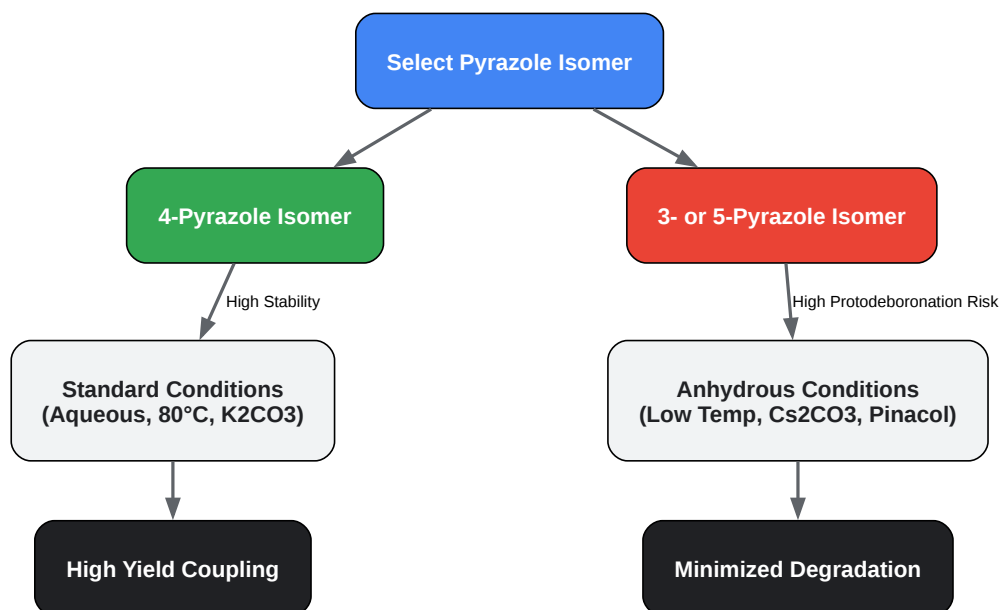 Select Pyrazole Isomer
4-Pyrazole Isomer
3- or 5-Pyrazole Isomer
High Stability
High Protodeboronation Risk
Standard Conditions
(Aqueous, 80°C, K2CO3)
Anhydrous Conditions
(Low Temp, Cs2CO3, Pinacol)
High Yield Coupling
Minimized Degradation